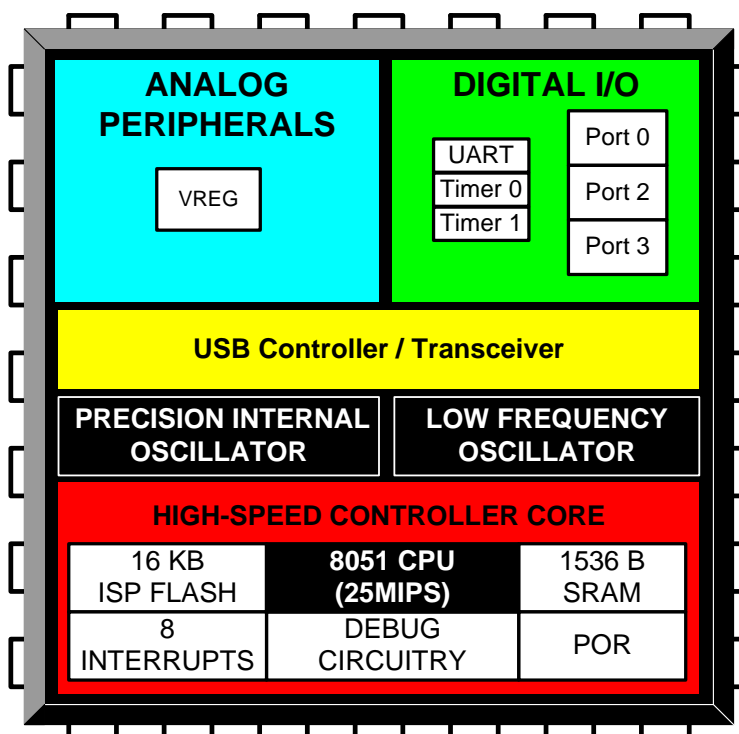 ANALOG
PERIPHERALS
VREG
DIGITAL I/O
UART
Timer 0
Timer 1
Port 0
Port 2
Port 3
USB Controller / Transceiver
PRECISION INTERNAL
OSCILLATOR
LOW FREQUENCY
OSCILLATOR
HIGH-SPEED CONTROLLER CORE
16 KB
ISP FLASH
8051 CPU
(25MIPS)
1536 B
SRAM
8
INTERRUPTS
DEBUG
CIRCUITRY
POR